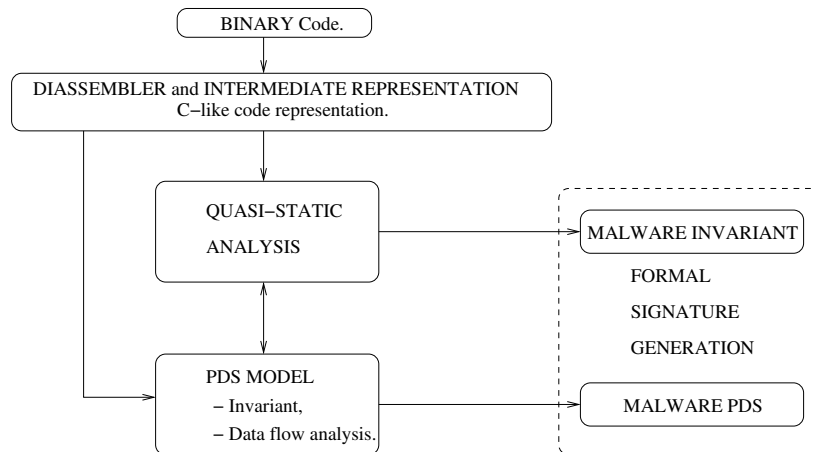 BINARY Code.
DIASSEMBLER and INTERMEDIATE REPRESENTATION
C−like code representation.
QUASI−STATIC
ANALYSIS
MALWARE INVARIANT
FORMAL
SIGNATURE
GENERATION
PDS MODEL
− Invariant,
− Data flow analysis.
MALWARE PDS